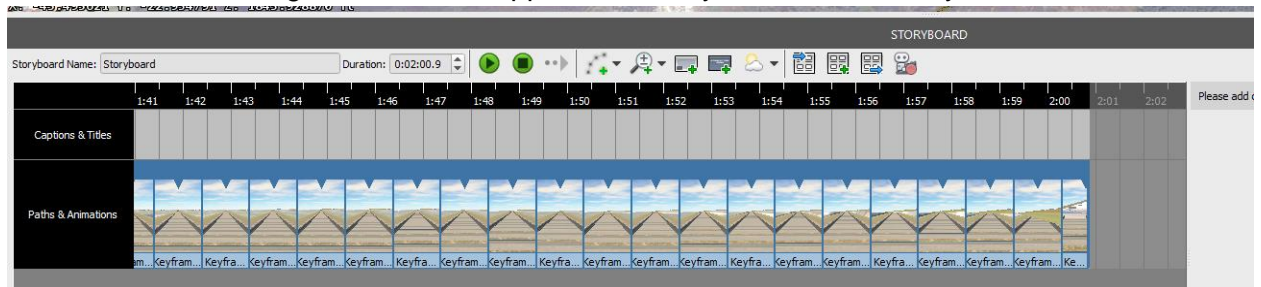 STORYBOARD
Storyboard Name: Storyboard Duration: 0:02:00.9
1:41 1:42 1:43 1:44 1:45 1:46 1:47 1:48 1:49 1:50 1:51 1:52 1:53 1:54 1:55 1:56 1:57 1:58 1:59 2:00 2:01 2:02 Please add
Captions & Titles
Paths & Animations
Keyfram... Keyfra... Keyfram... Keyfram... Keyfram... Keyfra... Keyfram... Keyfram... Keyfra... Keyfram... Keyfram... Keyfram... Keyfra... Keyfram... Keyfram... Keyfra... Keyfram... Keyfram... Keyfram... Ke...